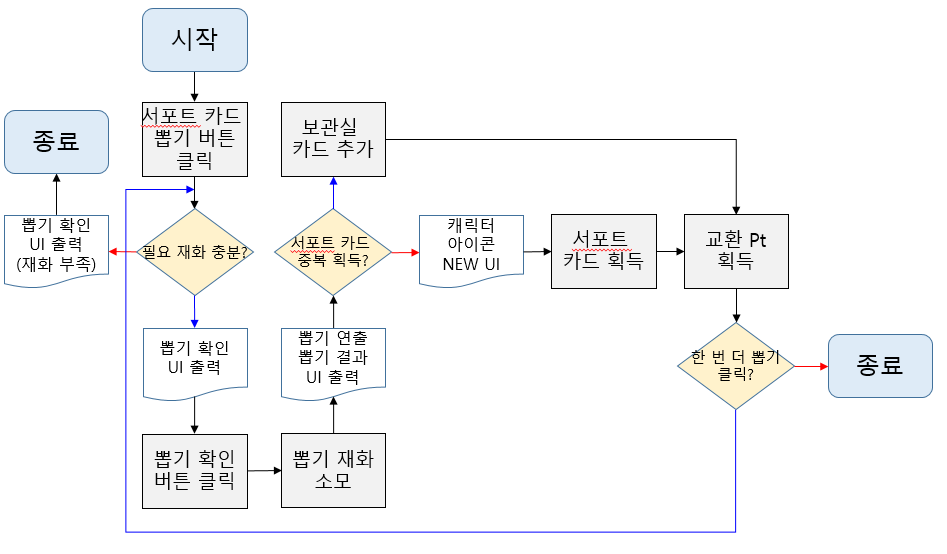 시작
서포트 카드
뽑기 버튼
클릭
종료
뽑기 확인
UI 출력
(재화 부족)
필요 재화 충분?
뽑기 확인
UI 출력
뽑기 확인
버튼 클릭
뽑기 재화
소모
뽑기 연출
뽑기 결과
UI 출력
서포트 카드
중복 획득?
보관실
카드 추가
캐릭터
아이콘
NEW UI
서포트
카드 획득
교환 Pt
획득
한 번 더 뽑기
클릭?
종료